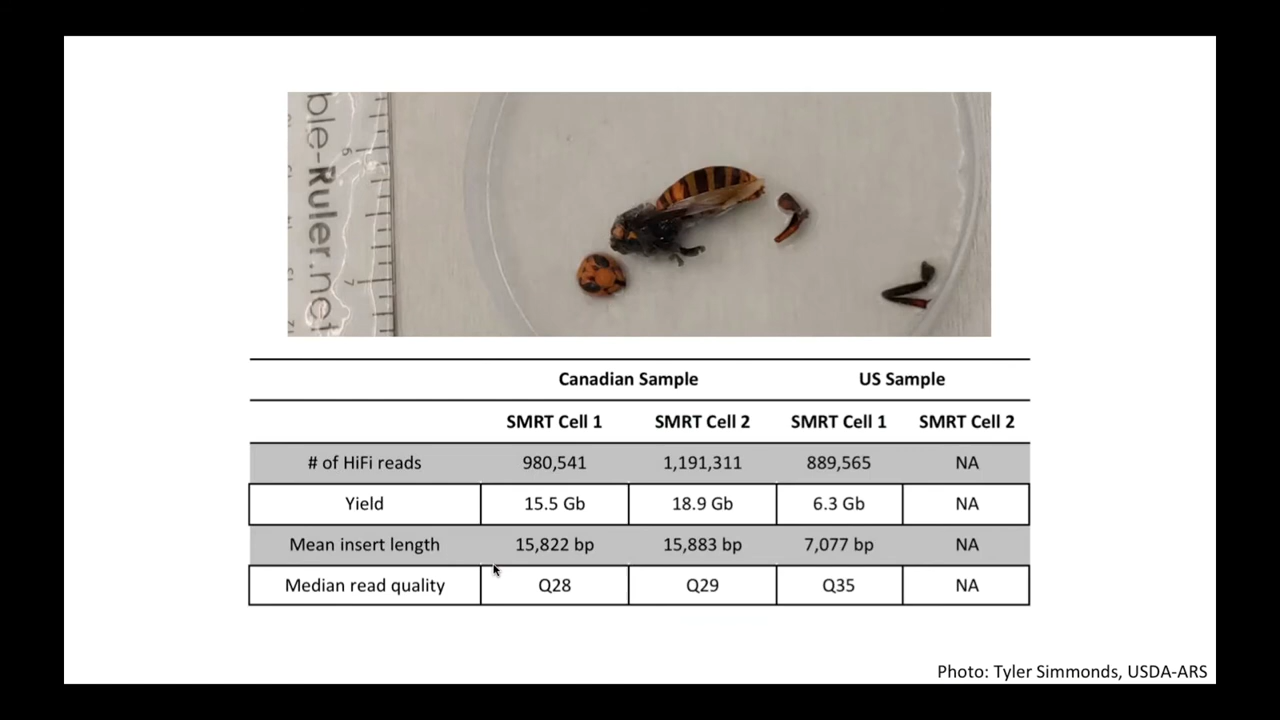 ble-Ruler.net
6
7
Canadian Sample US Sample
SMRT Cell 1 SMRT Cell 2 SMRT Cell 1 SMRT Cell 2
# of HiFi reads 980,541 1,191,311 889,565 NA
Yield 15.5 Gb 18.9 Gb 6.3 Gb NA
Mean insert length 15,822 bp 15,883 bp 7,077 bp NA
Median read quality Q28 Q29 Q35 NA
Photo: Tyler Simmonds, USDA-ARS